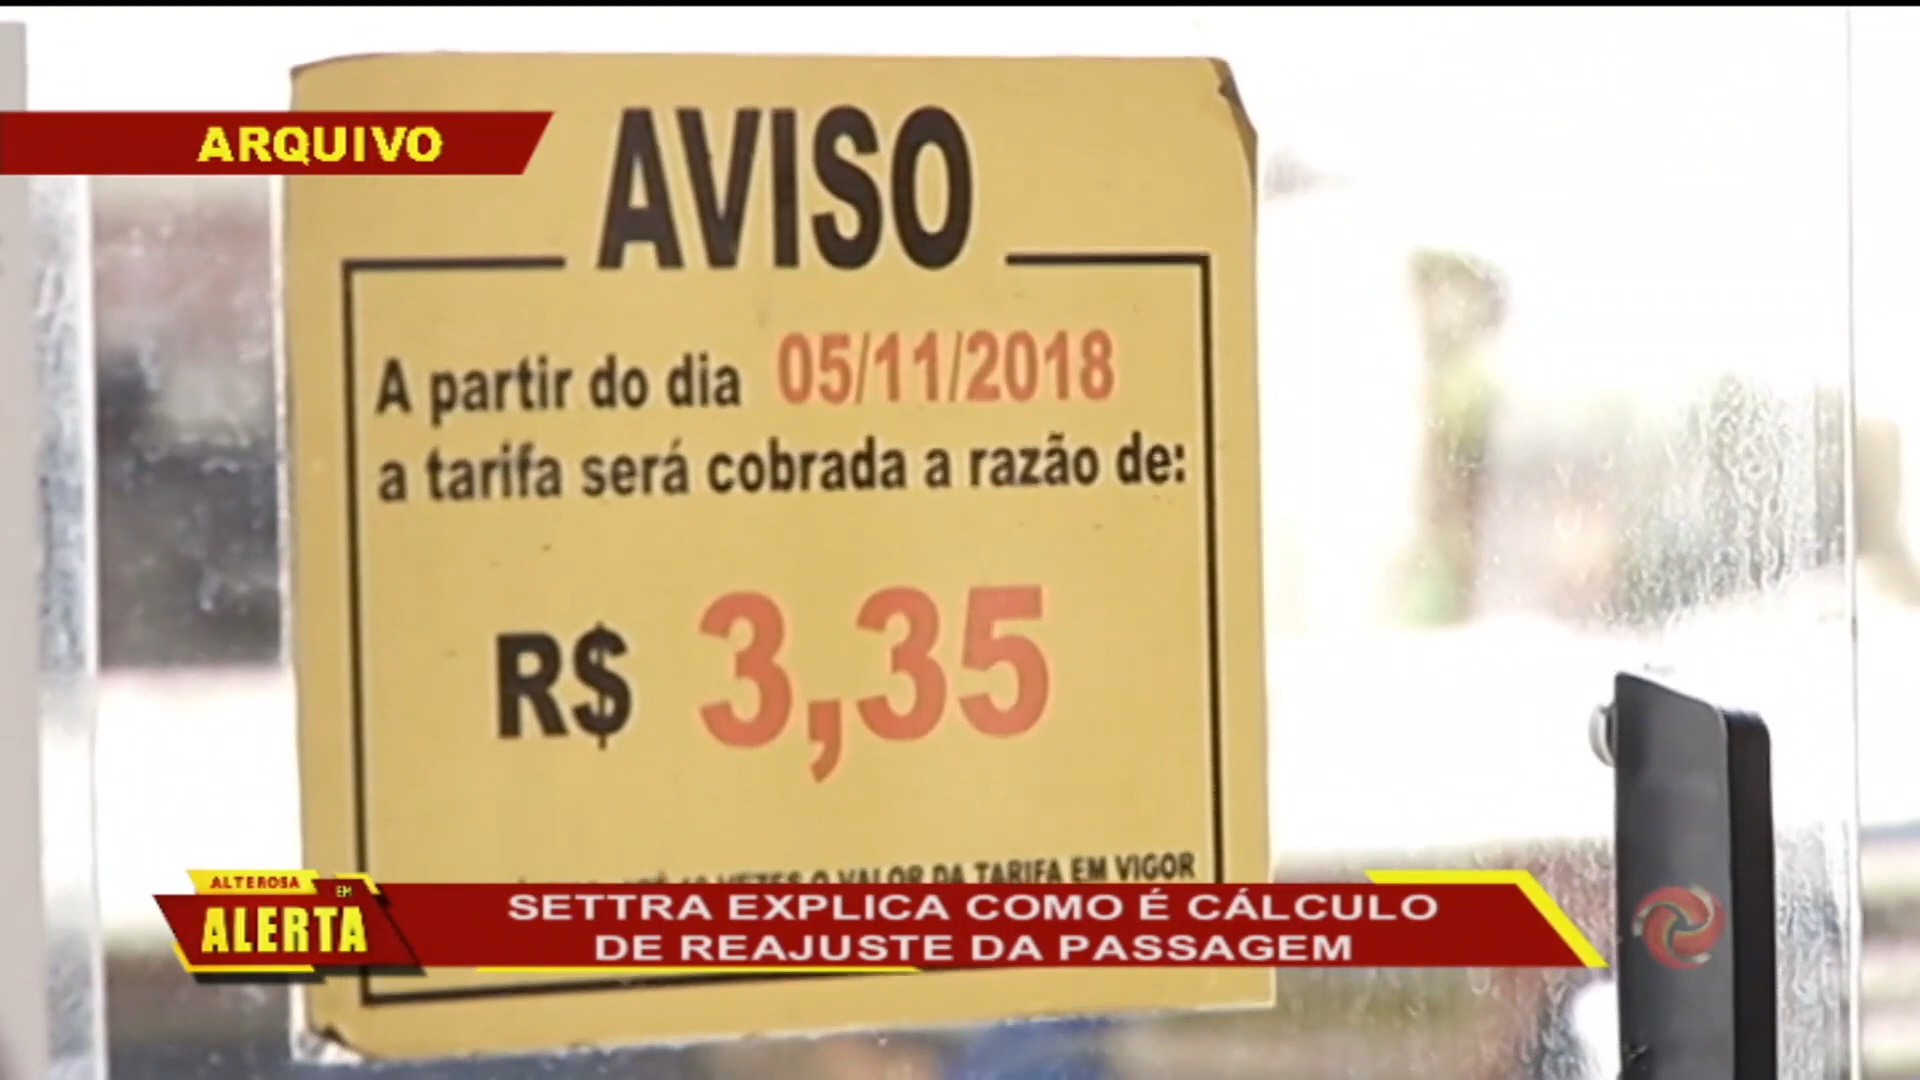 ARQUIVO
AVISO
A partir do dia 05/11/2018
a tarifa será cobrada a razão de:
R$ 3,35
VEZES O VALOR DA TARIFA EM VIGOR
ALTEROSA
EM
ALERTA
SETTRA EXPLICA COMO É CÁLCULO
DE REAJUSTE DA PASSAGEM